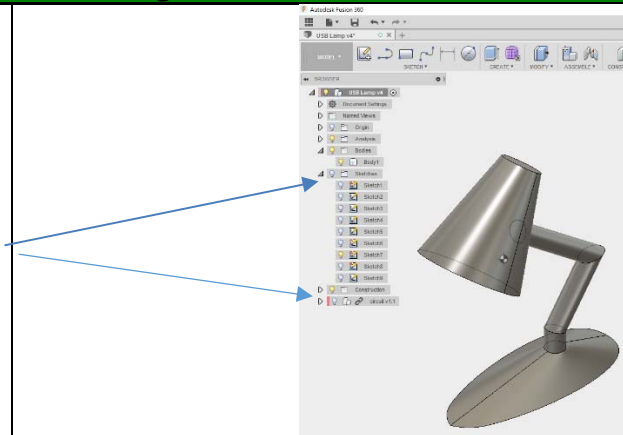 Autodesk Fusion 360
USB Lamp v4*
MODEL
SKETCH CREATE MODIFY ASSEMBLE
BROWSER
USB Lamp v4
Document Settings
Named Views
Origin
Analysis
Bodies
Body1
Sketches
Sketch1
Sketch2
Sketch3
Sketch4
Sketch5
Sketch6
Sketch7
Sketch8
Sketch9
Construction
circuit v1:1